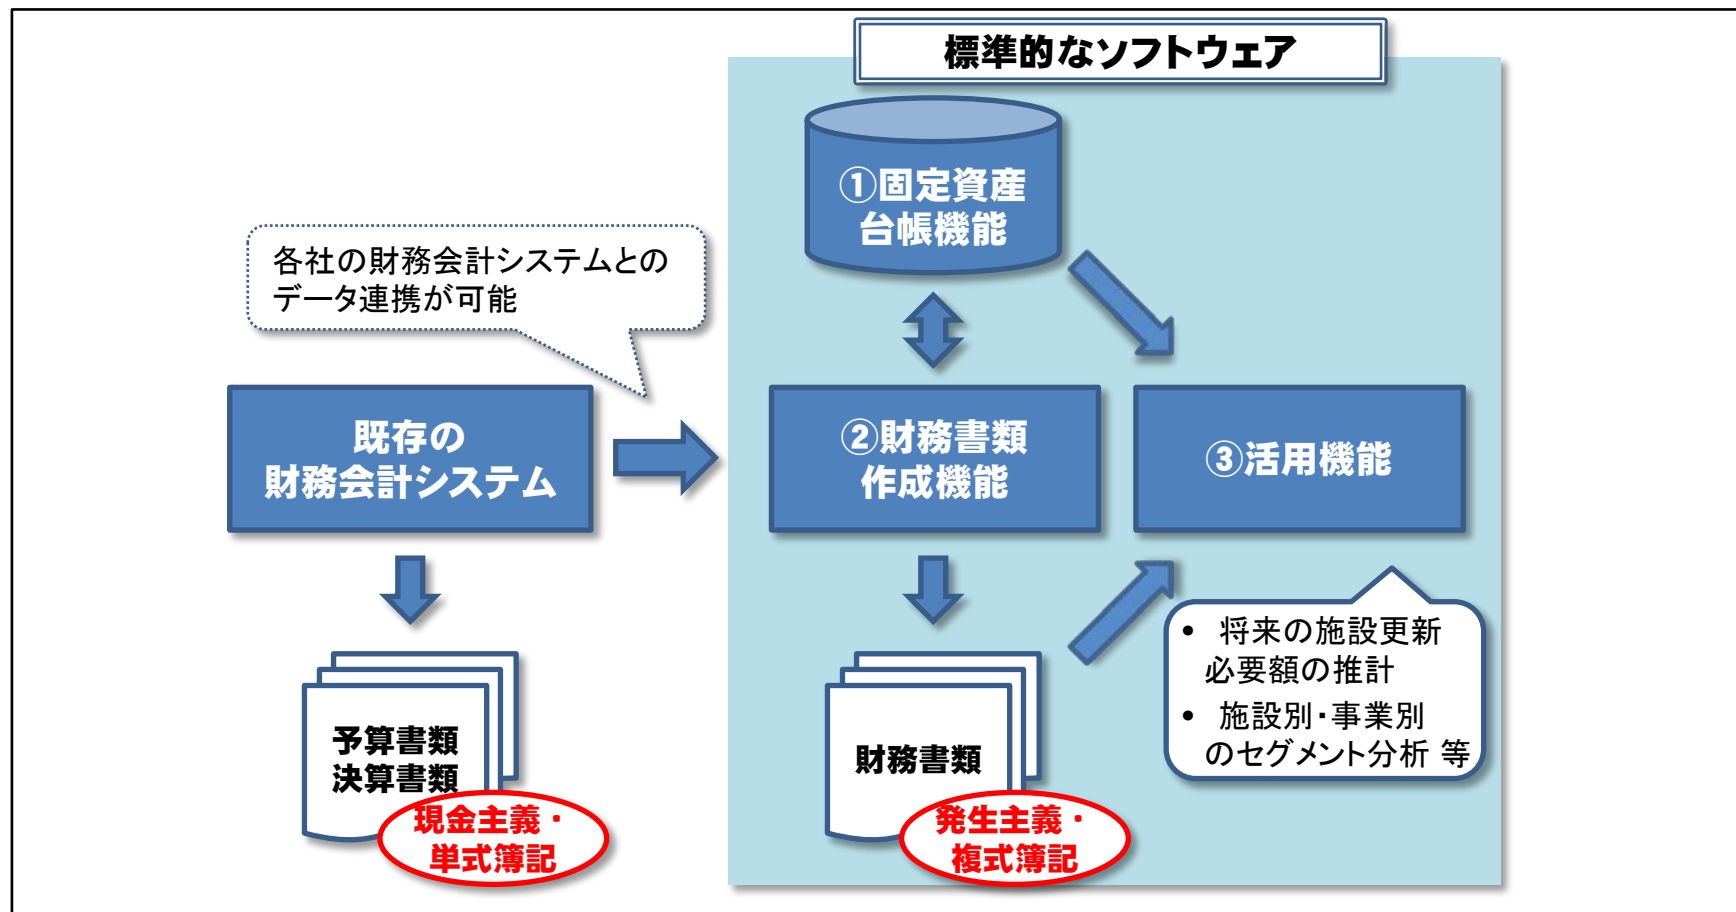 標準的なソフトウェア
①固定資産
台帳機能
各社の財務会計システムとの
データ連携が可能
既存の
財務会計システム
②財務書類
作成機能
③活用機能
• 将来の施設更新
必要額の推計
• 施設別・事業別
のセグメント分析 等
予算書類
決算書類
現金主義・
単式簿記
財務書類
発生主義・
複式簿記